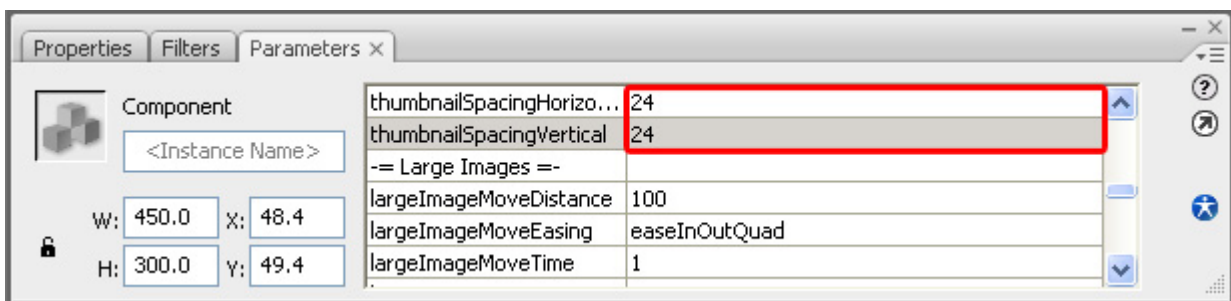 Properties Filters Parameters ×
Component
<Instance Name>
W: 450.0 X: 48.4
H: 300.0 Y: 49.4
thumbnailSpacingHorizo... 24
thumbnailSpacingVertical 24
-= Large Images =-
largeImageMoveDistance 100
largeImageMoveEasing easeInOutQuad
largeImageMoveTime 1